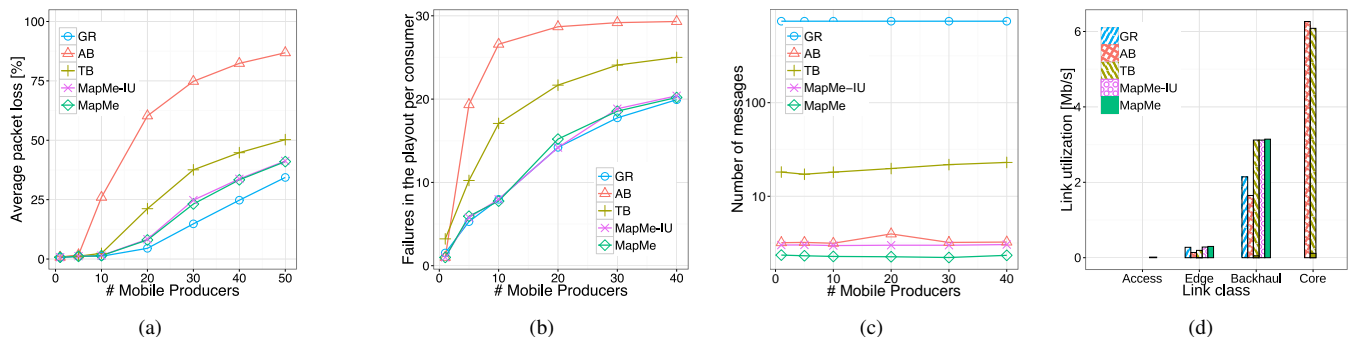 Average packet loss [%]
100
75
50
25
0
GR
AB
TB
MapMe-IU
MapMe
0 10 20 30 40 50
# Mobile Producers
(a)
Failures in the playout per consumer
30
20
10
0
GR
AB
TB
MapMe-IU
MapMe
0 10 20 30 40
# Mobile Producers
(b)
Number of messages
100
10
GR
AB
TB
MapMe-IU
MapMe
0 10 20 30 40
# Mobile Producers
(c)
Link utilization [Mb/s]
6
4
2
0
GR
AB
TB
MapMe-IU
MapMe
Access Edge Backhaul Core
Link class
(d)